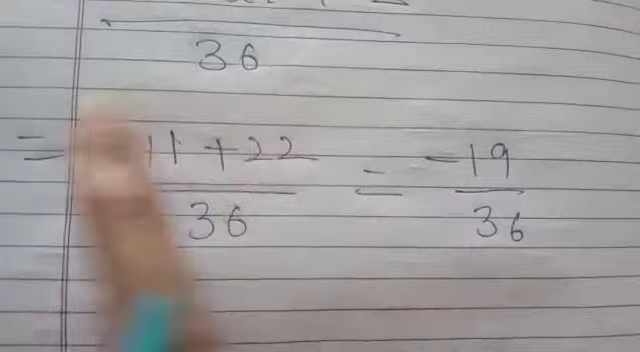 36
= 11 + 22 / 36 = -19 / 36